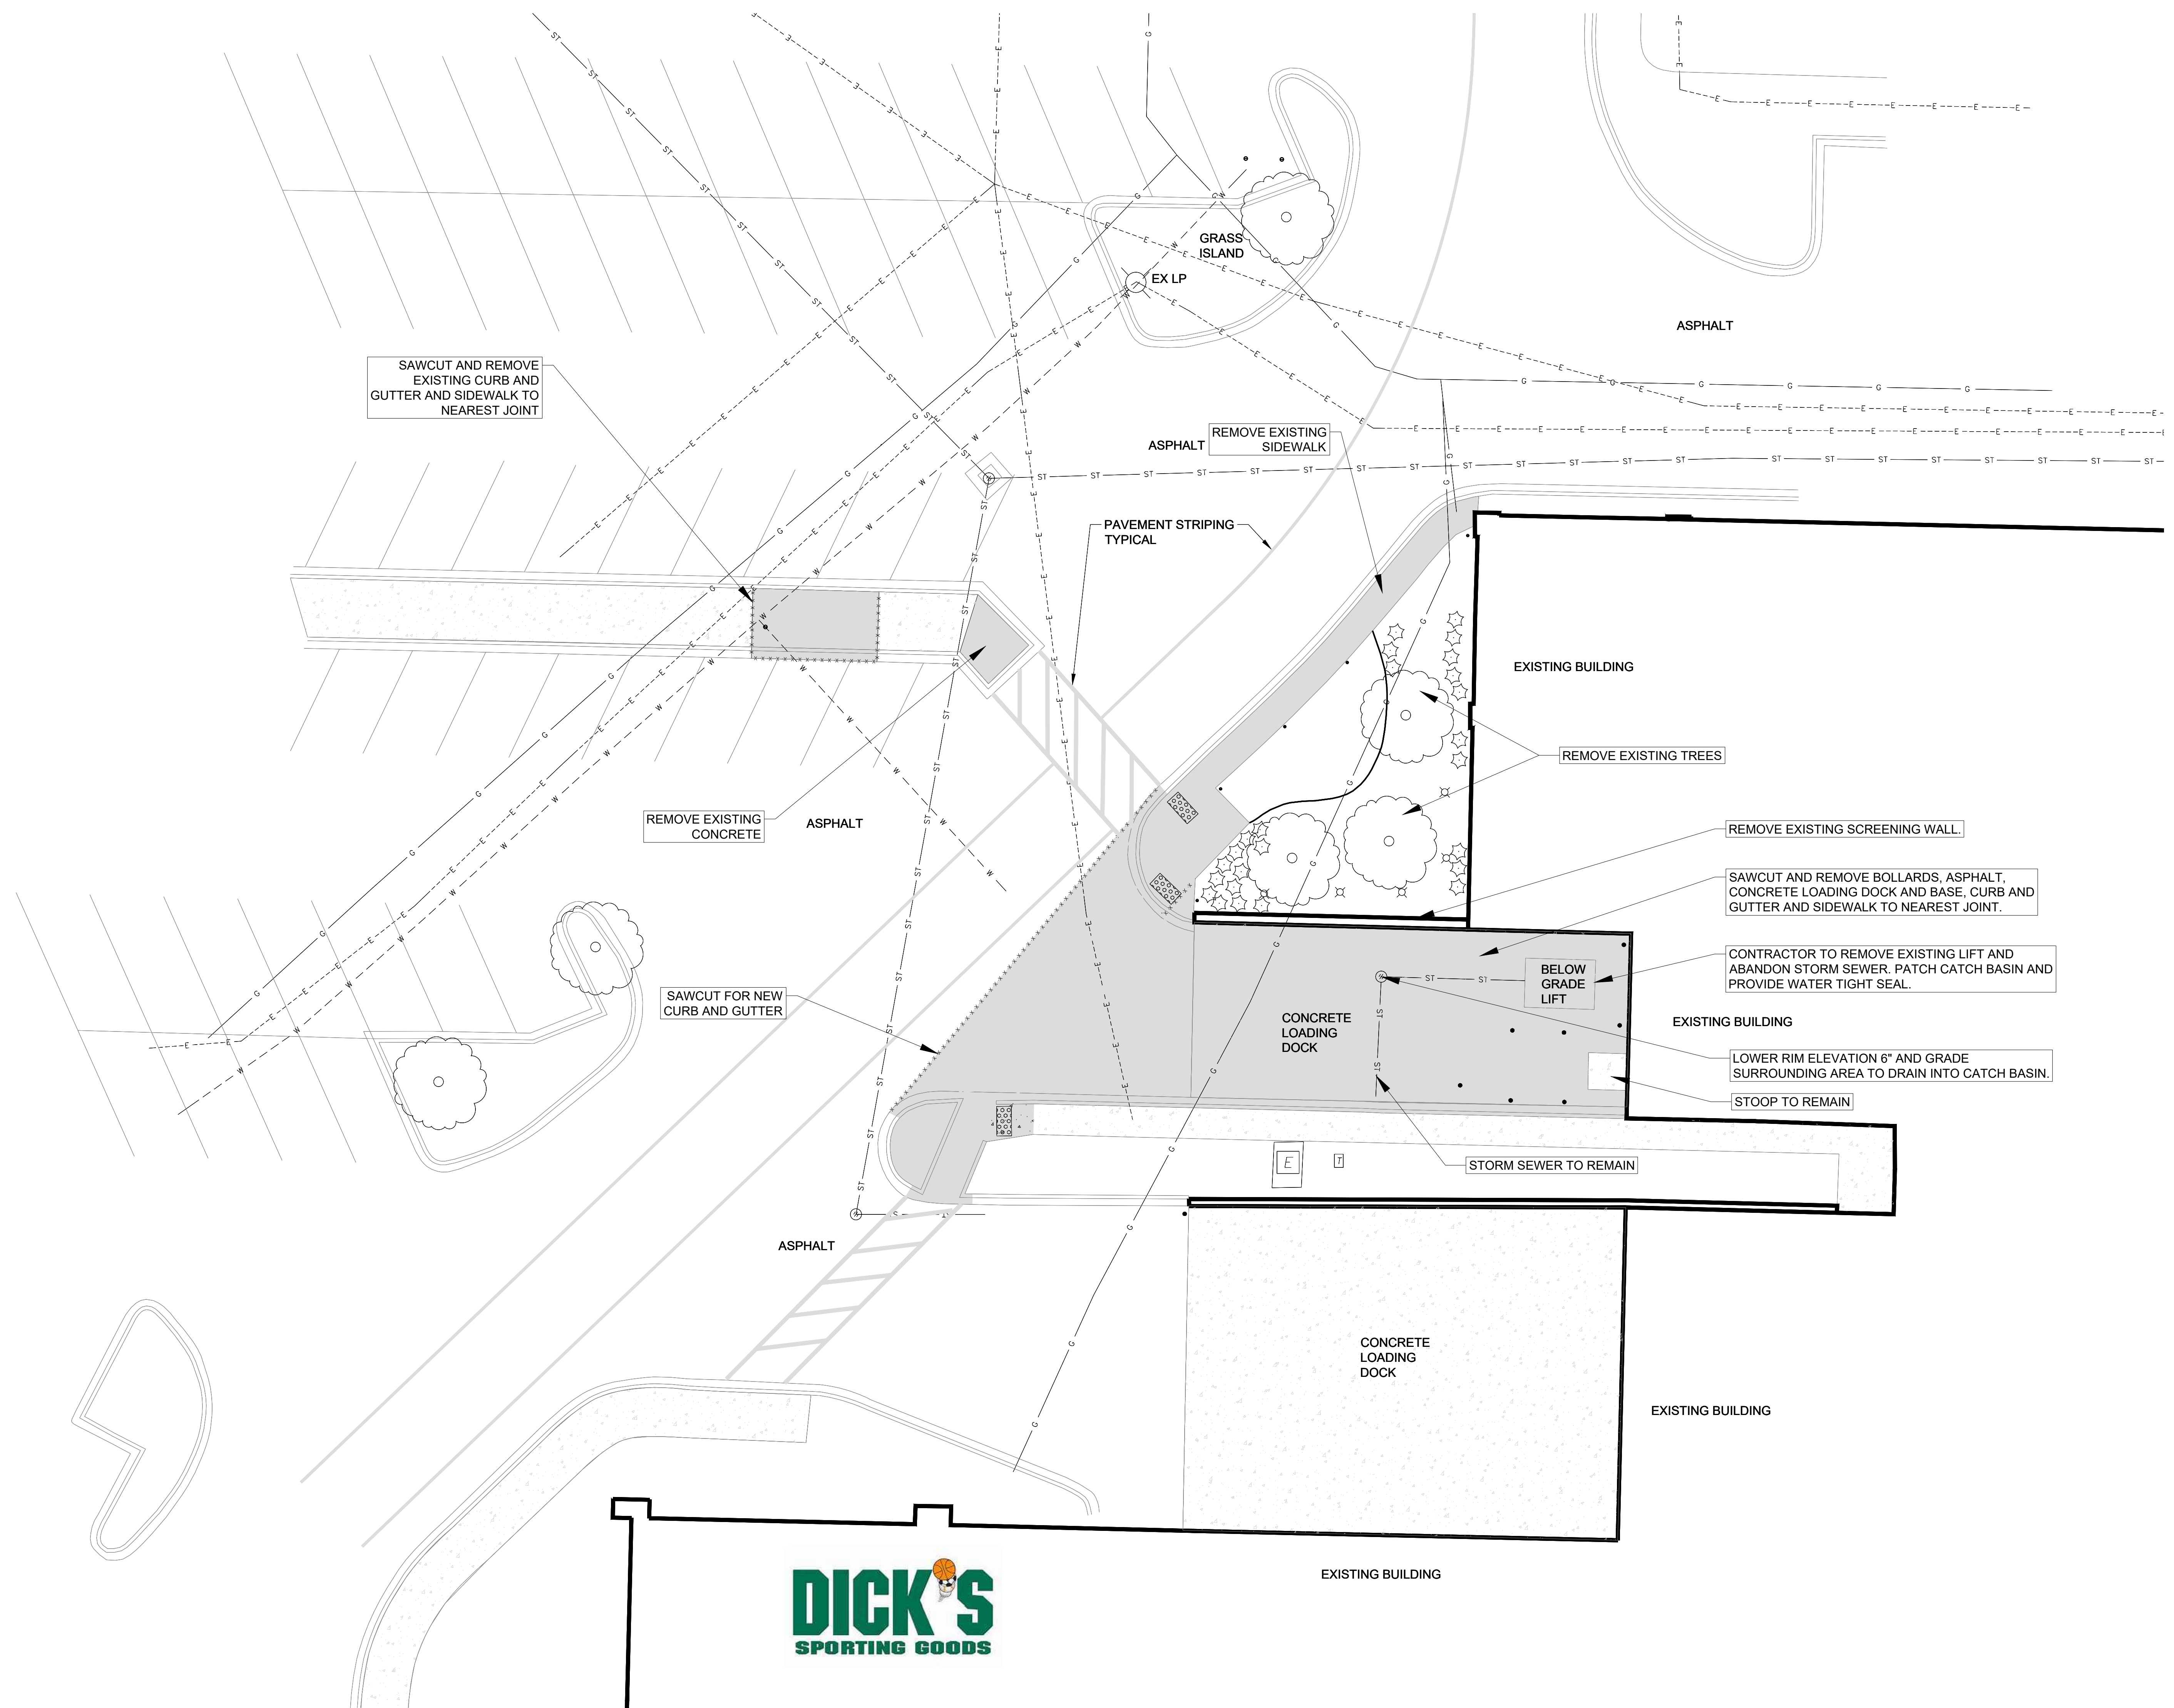 GRASS
ISLAND
EX LP
ASPHALT
SAWCUT AND REMOVE
EXISTING CURB AND
GUTTER AND SIDEWALK TO
NEAREST JOINT
ASPHALT
REMOVE EXISTING
SIDEWALK
PAVEMENT STRIPING
TYPICAL
EXISTING BUILDING
REMOVE EXISTING TREES
REMOVE EXISTING
CONCRETE
ASPHALT
REMOVE EXISTING SCREENING WALL.
SAWCUT AND REMOVE BOLLARDS, ASPHALT,
CONCRETE LOADING DOCK AND BASE, CURB AND
GUTTER AND SIDEWALK TO NEAREST JOINT.
CONTRACTOR TO REMOVE EXISTING LIFT AND
ABANDON STORM SEWER. PATCH CATCH BASIN AND
PROVIDE WATER TIGHT SEAL.
BELOW
GRADE
LIFT
SAWCUT FOR NEW
CURB AND GUTTER
CONCRETE
LOADING
DOCK
EXISTING BUILDING
LOWER RIM ELEVATION 6" AND GRADE
SURROUNDING AREA TO DRAIN INTO CATCH BASIN.
STOOP TO REMAIN
E
T
STORM SEWER TO REMAIN
ASPHALT
CONCRETE
LOADING
DOCK
EXISTING BUILDING
EXISTING BUILDING
DICK'S
SPORTING GOODS